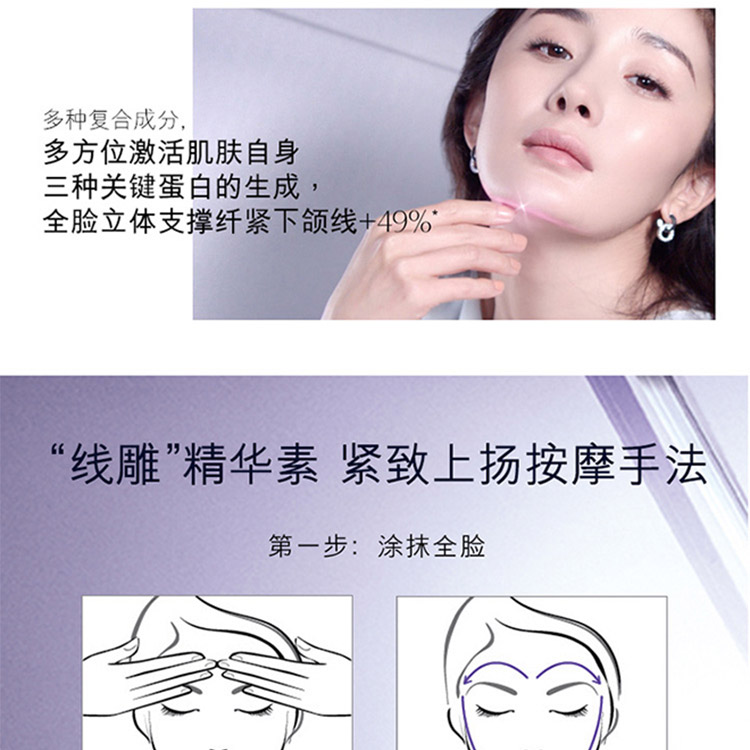 多种复合成分，
多方位激活肌肤自身
三种关键蛋白的生成，
全脸立体支撑纤紧下颌线+49%*
“线雕”精华素 紧致上扬按摩手法
第一步：涂抹全脸